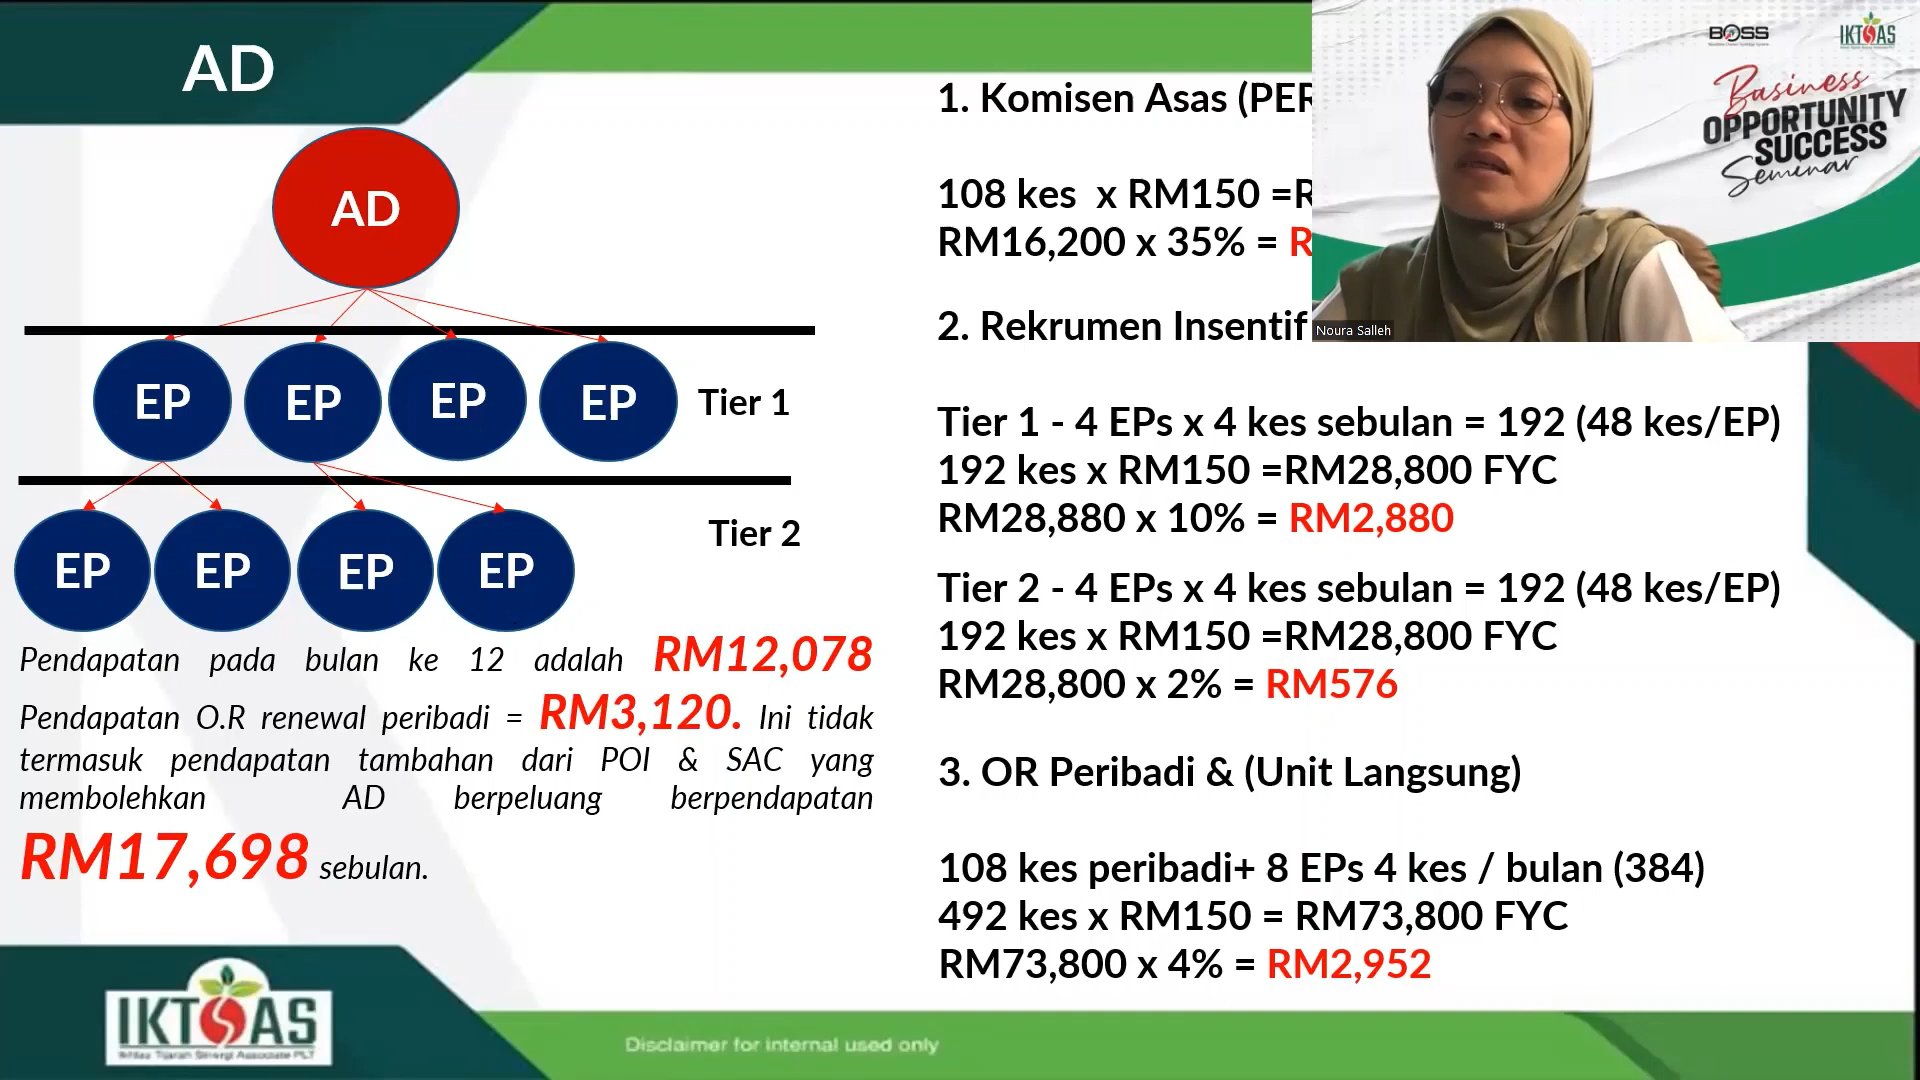 AD
AD
EP EP EP EP Tier 1
Tier 2
EP EP EP EP
Pendapatan pada bulan ke 12 adalah RM12,078
Pendapatan O.R renewal peribadi = RM3,120. Ini tidak
termasuk pendapatan tambahan dari POI & SAC yang
membolehkan AD berpeluang berpendapatan
RM17,698 sebulan.
1. Komisen Asas (PER
108 kes x RM150 =R
RM16,200 x 35% = R
2. Rekrumen Insentif
Tier 1 - 4 EPs x 4 kes sebulan = 192 (48 kes/EP)
192 kes x RM150 =RM28,800 FYC
RM28,880 x 10% = RM2,880
Tier 2 - 4 EPs x 4 kes sebulan = 192 (48 kes/EP)
192 kes x RM150 =RM28,800 FYC
RM28,800 x 2% = RM576
3. OR Peribadi & (Unit Langsung)
108 kes peribadi+ 8 EPs 4 kes / bulan (384)
492 kes x RM150 = RM73,800 FYC
RM73,800 x 4% = RM2,952
BOSS
IKTSAS
Business
OPPORTUNITY
SUCCESS
Seminar
Noura Salleh
IKTSAS
Ikhlas Tijarah Sinergi Associate PLT
Disclaimer for internal used only